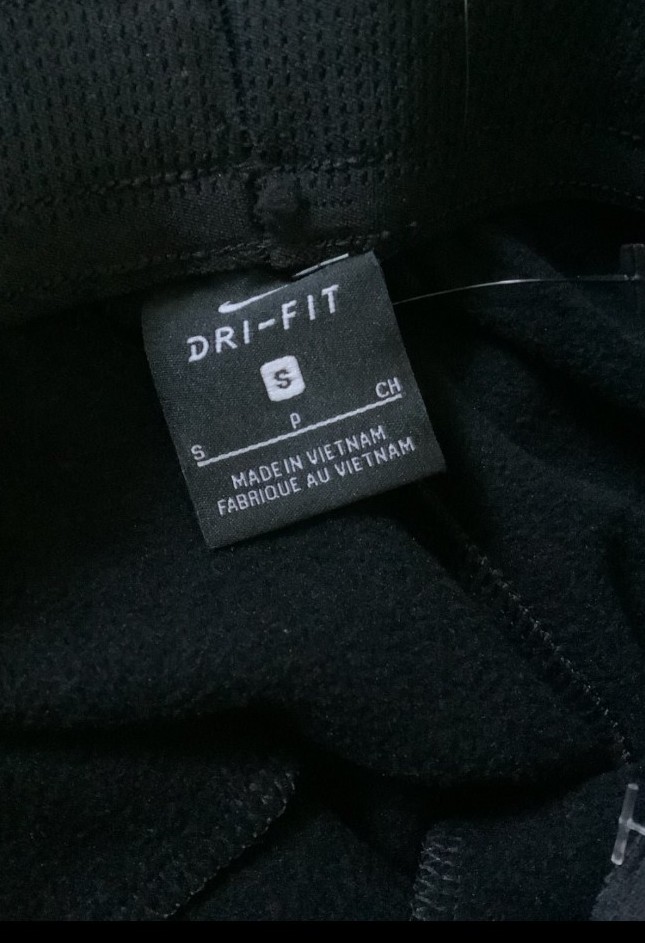 DRI-FIT
S
S P CH
MADE IN VIETNAM
FABRIQUE AU VIETNAM